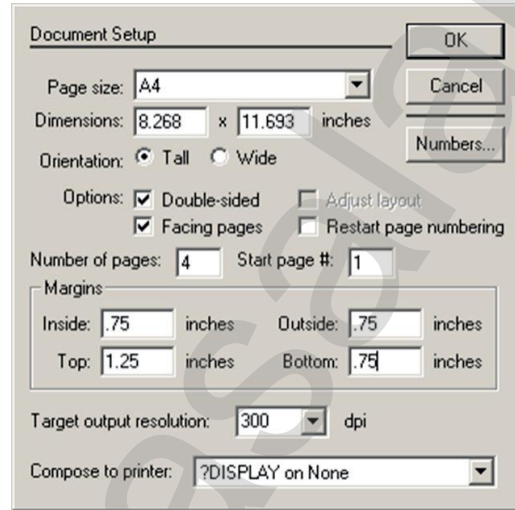 Document Setup OK
Page size: A4 Cancel
Dimensions: 8.268 x 11.693 inches
Numbers...
Orientation: Tall Wide
Options: Double-sided Adjust layout
Facing pages Restart page numbering
Number of pages: 4 Start page #: 1
Margins
Inside: .75 inches Outside: .75 inches
Top: 1.25 inches Bottom: .75 inches
Target output resolution: 300 dpi
Compose to printer: ?DISPLAY on None